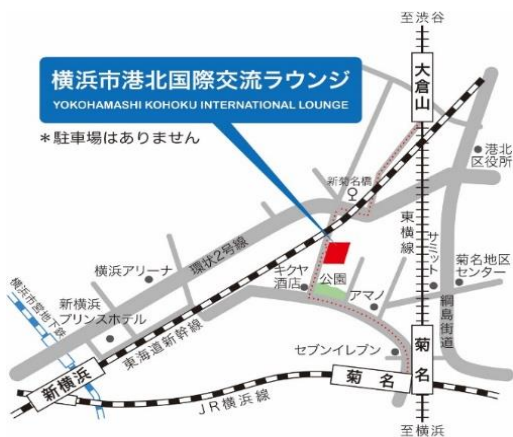 至渋谷
横浜市港北国際交流ラウンジ
YOKOHAMASHI KOHOKU INTERNATIONAL LOUNGE
＊駐車場はありません
大倉山
港北
区役所
新菊名橋
東横線
サミット
菊名地区
センター
環状2号線
横浜アリーナ
キクヤ
酒店
公園
アマノ
綱島街道
横浜市営地下鉄
新横浜
プリンスホテル
東海道新幹線
セブンイレブン
菊名
菊名
新横浜
JR横浜線
至横浜